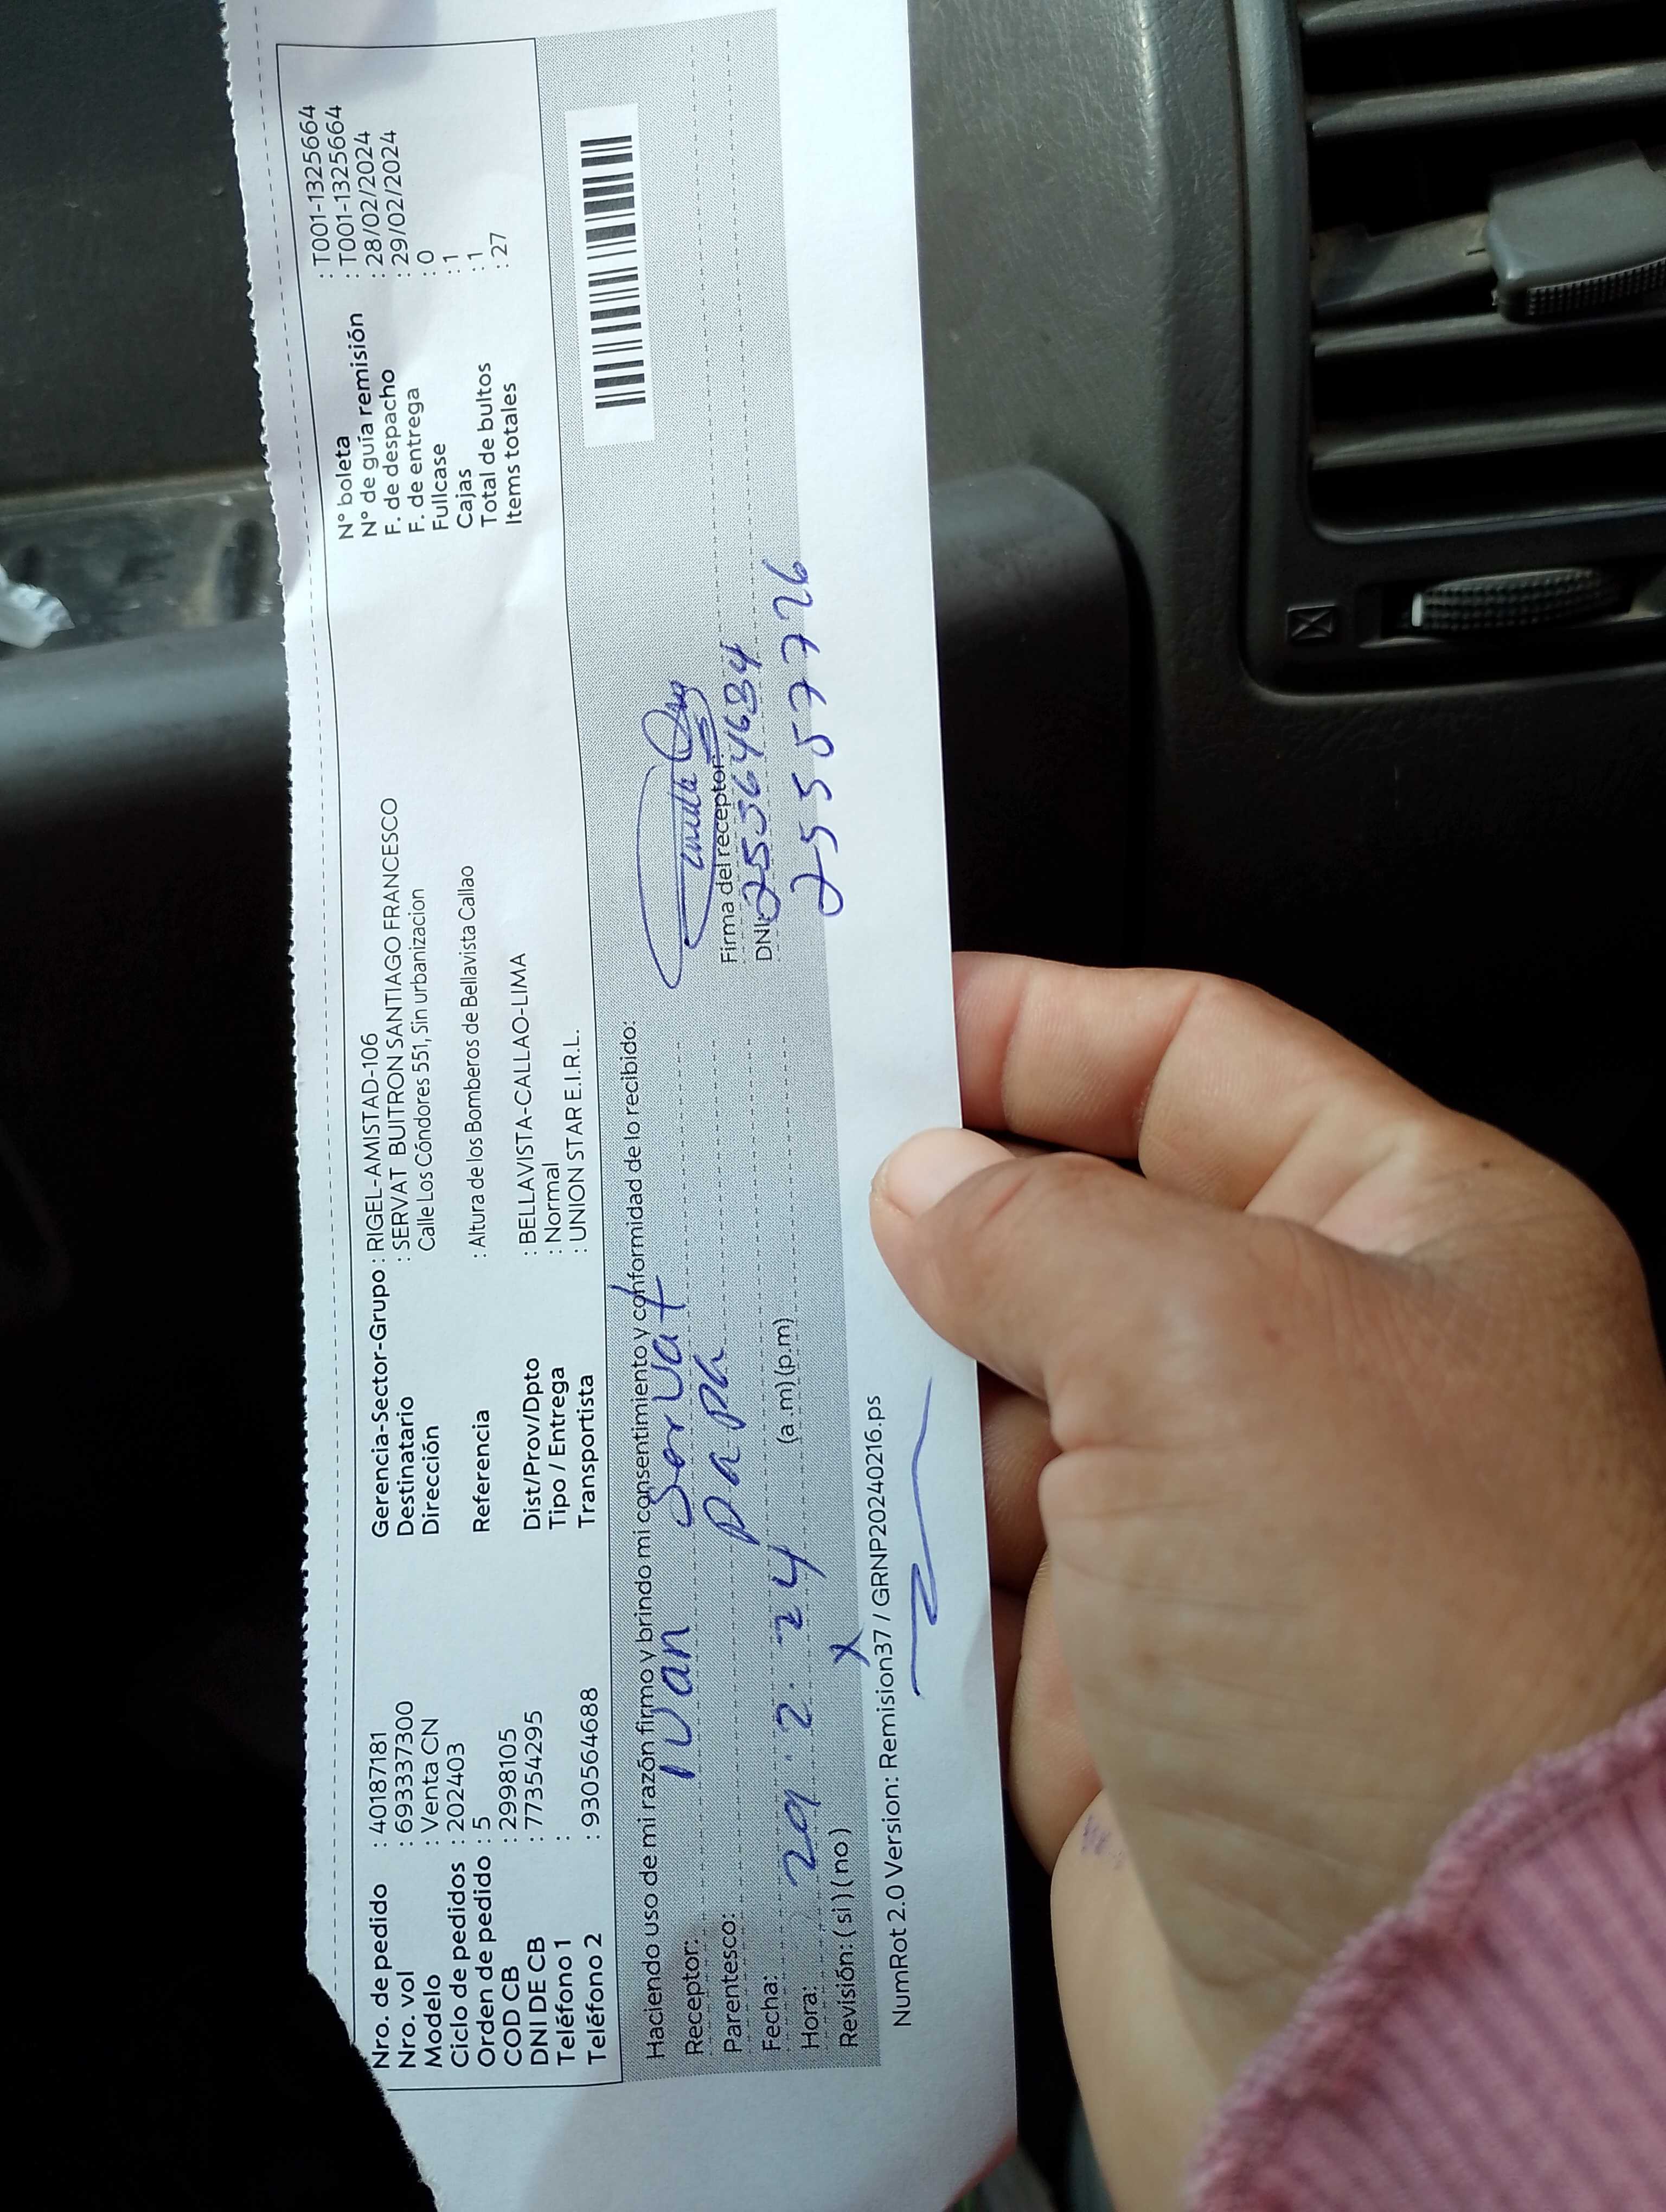 Nro. de pedido : 40187181
Nro. vol : 693337300
Modelo : Venta CN
Ciclo de pedidos : 202403
Orden de pedido : 5
COD CB : 2998105
DNI DE CB : 77354295
Teléfono 1 :
Teléfono 2 : 930564688
Gerencia-Sector-Grupo : RIGEL-AMISTAD-106
Destinatario : SERVAT BUITRON SANTIAGO FRANCESCO
Dirección Calle Los Cóndores 551, Sin urbanizacion
Referencia : Altura de los Bomberos de Bellavista Callao
Dist/Prov/Dpto : BELLAVISTA-CALLAO-LIMA
Tipo / Entrega : Normal
Transportista : UNION STAR E.I.R.L.
N° boleta : T001-1325664
N° de guía remisión : T001-1325664
F. de despacho : 28/02/2024
F. de entrega : 29/02/2024
Fullcase : 0
Cajas : 1
Total de bultos : 1
Items totales : 27
Haciendo uso de mi razón firmo y brindo mi consentimiento y conformidad de lo recibido:
Receptor: Ivan Servat
Parentesco: papa
Fecha: 29.2.24
Hora: (a.m) (p.m)
Revisión: ( si ) ( no ) x
Firma del receptor:
DNI: 25564634
25557726
NumRot 2.0 Version: Remision37 / GRNP20240216.ps